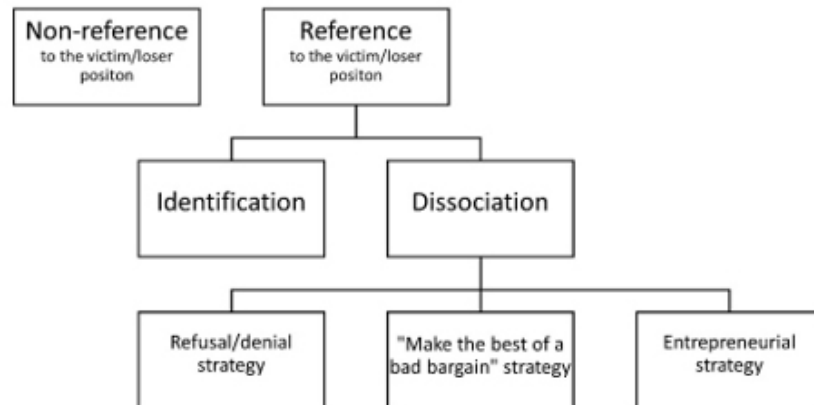 Non-reference
to the victim/loser
positon
Reference
to the victim/loser
positon
Identification
Dissociation
Refusal/denial
strategy
"Make the best of a
bad bargain" strategy
Entrepreneurial
strategy